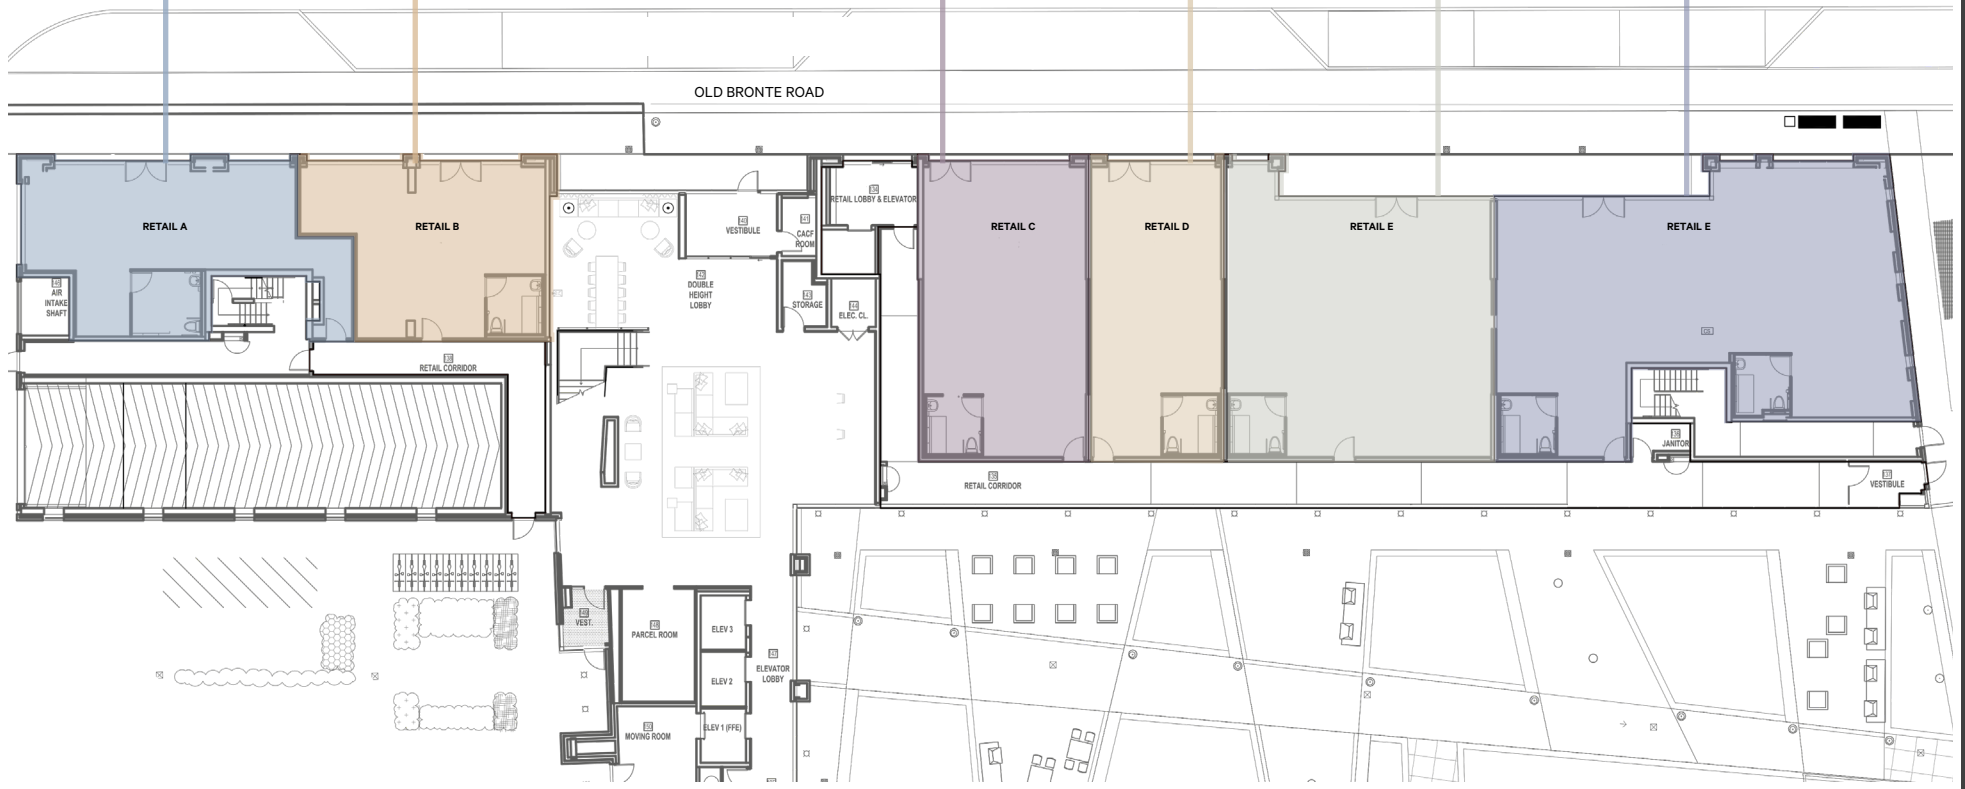 OLD BRONTE ROAD
RETAIL A
RETAIL B
RETAIL C
RETAIL D
RETAIL E
RETAIL E
RETAIL LOBBY & ELEVATOR
VESTIBULE
CACF
ROOM
DOUBLE
HEIGHT
LOBBY
STORAGE
ELEC. CL.
AIR
INTAKE
SHAFT
RETAIL CORRIDOR
JANITOR
RETAIL CORRIDOR
VESTIBULE
VEST.
PARCEL ROOM
ELEV 3
ELEVATOR
LOBBY
ELEV 2
ELEV 1 (FFE)
MOVING ROOM